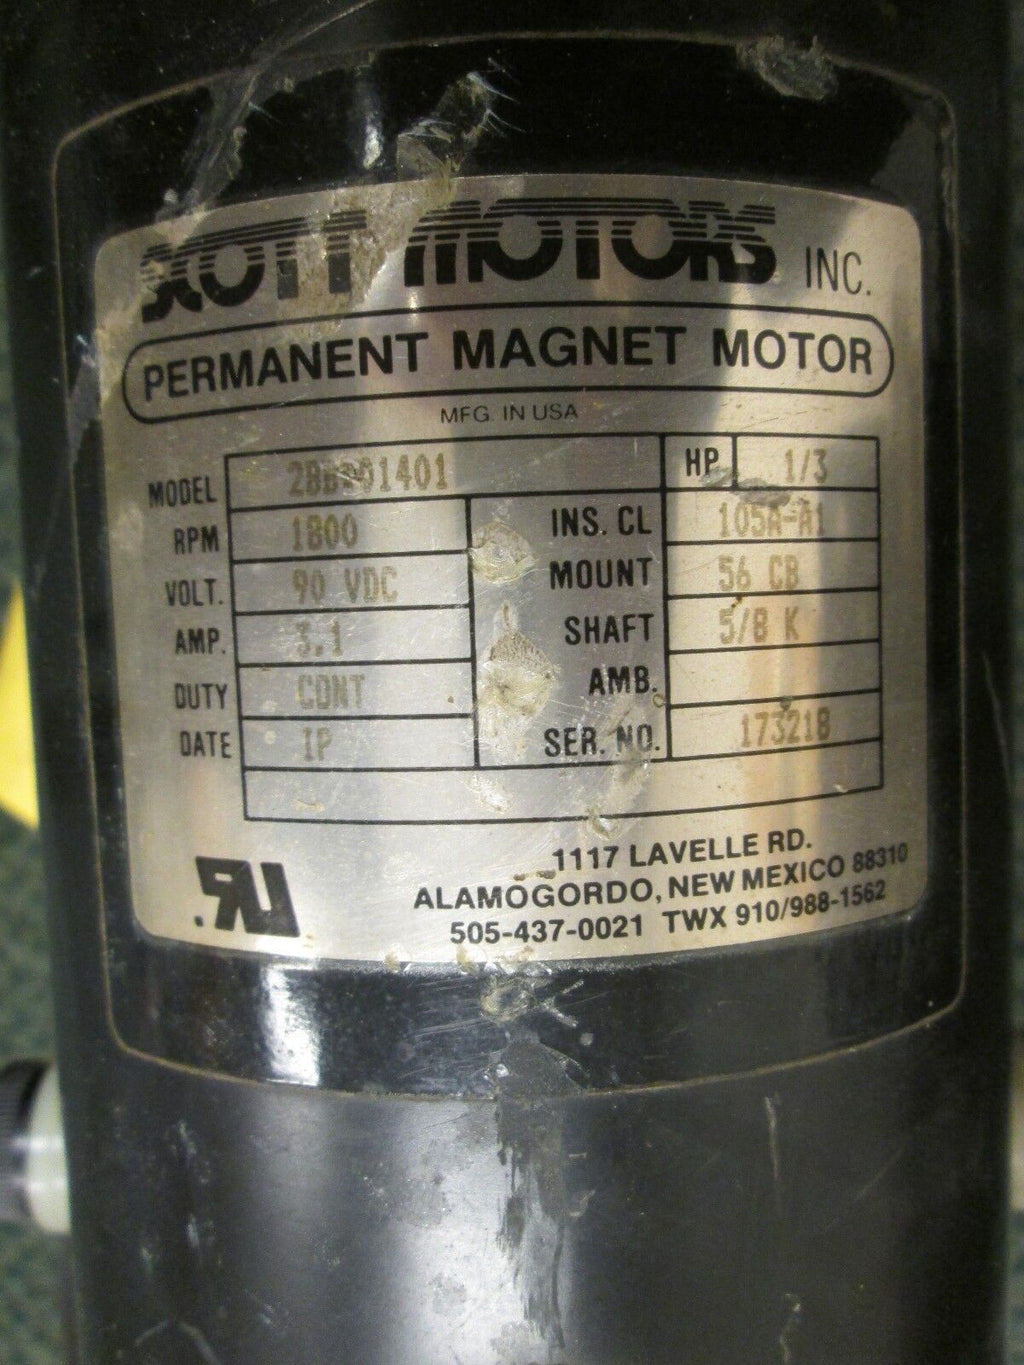 SCOTT MOTORS INC.
PERMANENT MAGNET MOTOR
MFG. IN USA
MODEL HP 1/3
RPM 1800 INS. CL 105A-A1
VOLT. 90 VDC MOUNT 56 CB
AMP. 3.1 SHAFT 5/8 K
DUTY CONT AMB.
DATE IP SER. NO. 173218
1117 LAVELLE RD.
ALAMOGORDO, NEW MEXICO 88310
505-437-0021 TWX 910/988-1562